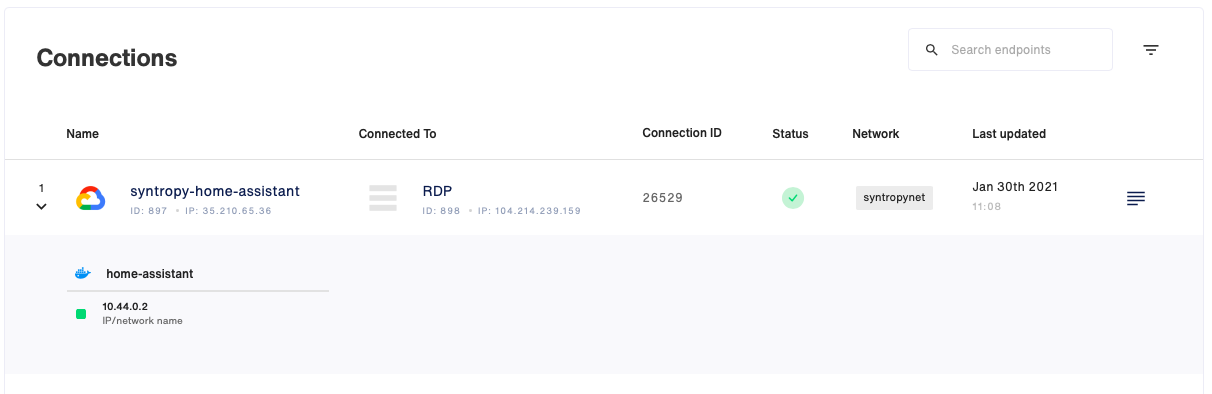 Connections
Search endpoints
Name Connected To Connection ID Status Network Last updated
1 syntropy-home-assistant RDP 26529 syntropynet Jan 30th 2021
ID: 897 • IP: 35.210.65.36 ID: 898 • IP: 104.214.239.159 11:08
home-assistant
10.44.0.2
IP/network name